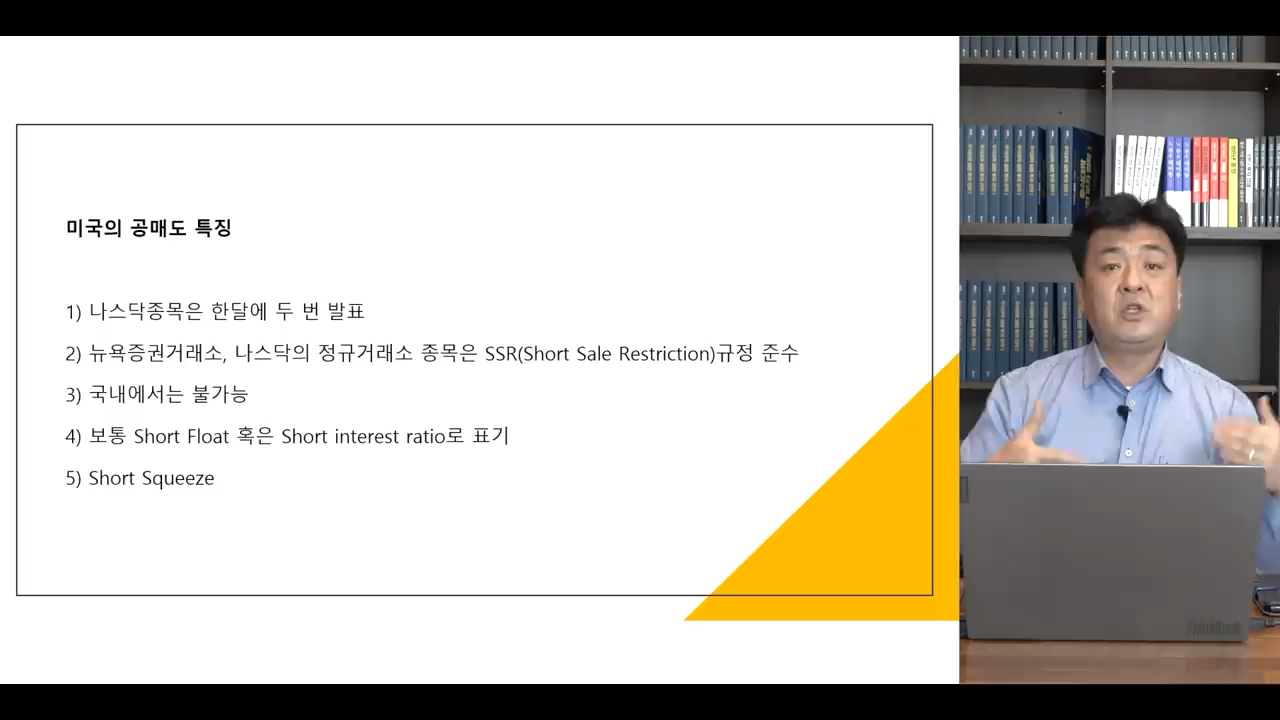 미국의 공매도 특징
1) 나스닥종목은 한달에 두 번 발표
2) 뉴욕증권거래소, 나스닥의 정규거래소 종목은 SSR(Short Sale Restriction)규정 준수
3) 국내에서는 불가능
4) 보통 Short Float 혹은 Short interest ratio로 표기
5) Short Squeeze
ThinkBook